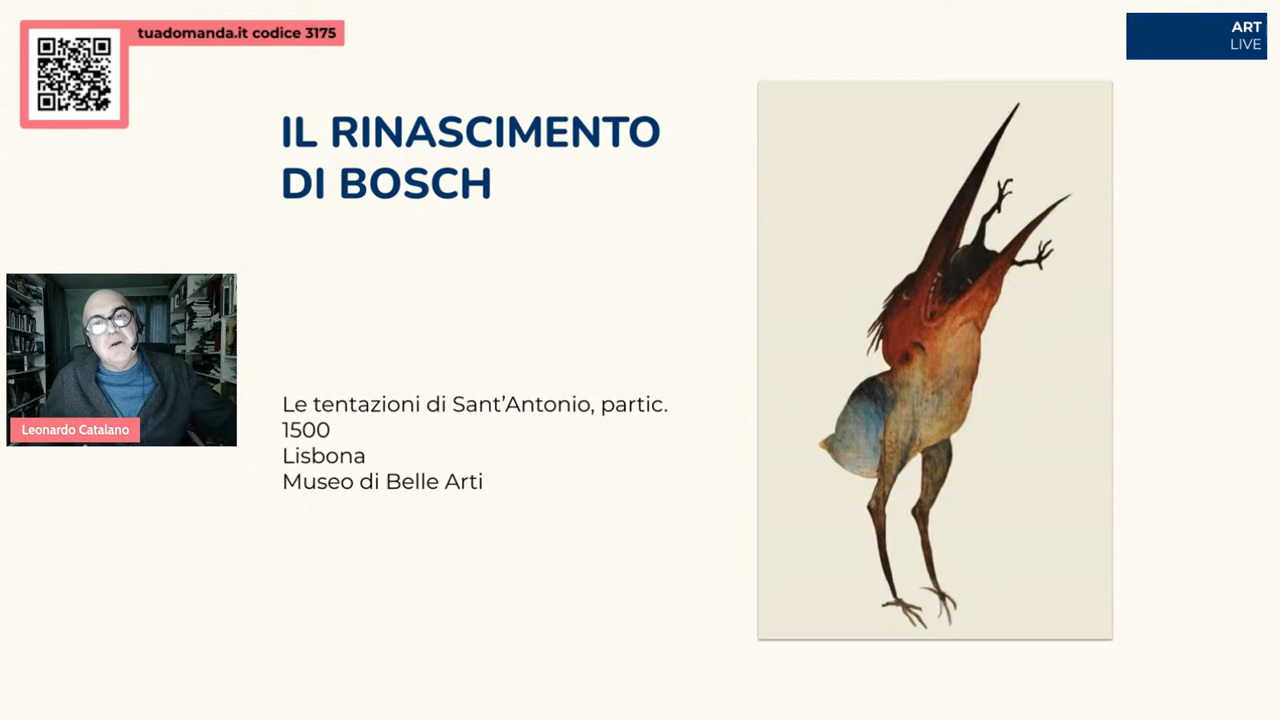 tuadomanda.it codice 3175
ART
LIVE
IL RINASCIMENTO
DI BOSCH
Leonardo Catalano
Le tentazioni di Sant’Antonio, partic.
1500
Lisbona
Museo di Belle Arti